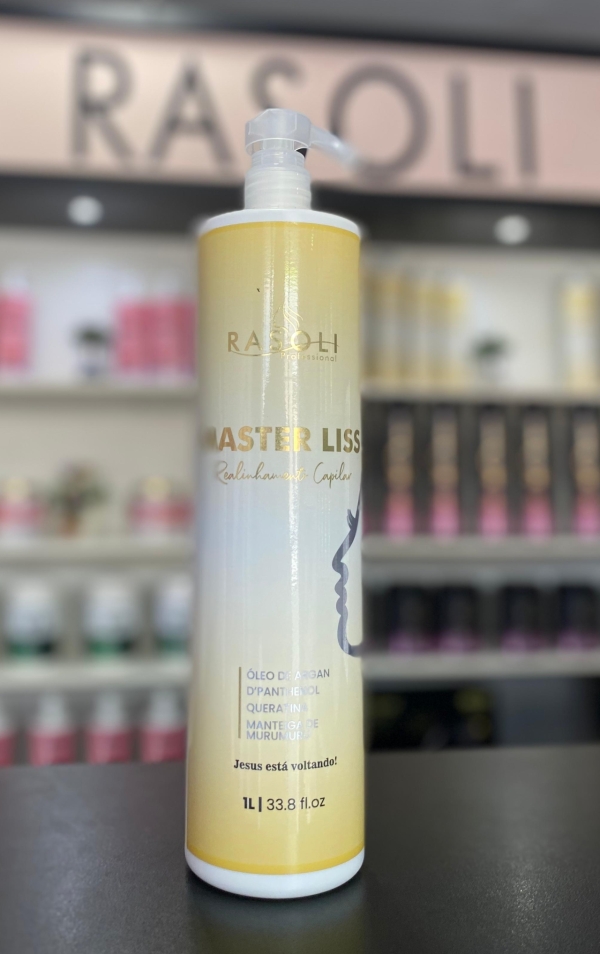 RASOLI
RASOLI
Professional
MASTER LISS
Realinhamento Capilar
ÓLEO DE ARGAN
D'PANTHENOL
QUERATINA
MANTEIGA DE
MURUMURU
Jesus está voltando!
1L | 33.8 fl.oz